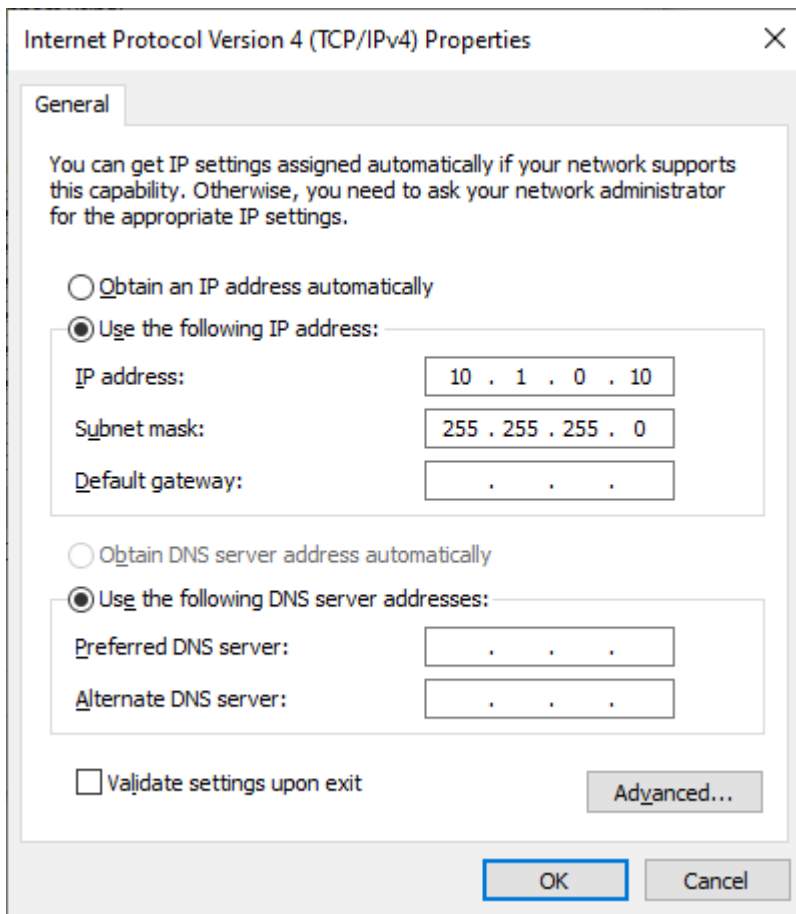 Internet Protocol Version 4 (TCP/IPv4) Properties
General
You can get IP settings assigned automatically if your network supports
this capability. Otherwise, you need to ask your network administrator
for the appropriate IP settings.
Obtain an IP address automatically
Use the following IP address:
IP address: 10 . 1 . 0 . 10
Subnet mask: 255 . 255 . 255 . 0
Default gateway: . . .
Obtain DNS server address automatically
Use the following DNS server addresses:
Preferred DNS server: . . .
Alternate DNS server: . . .
Validate settings upon exit
Advanced...
OK Cancel